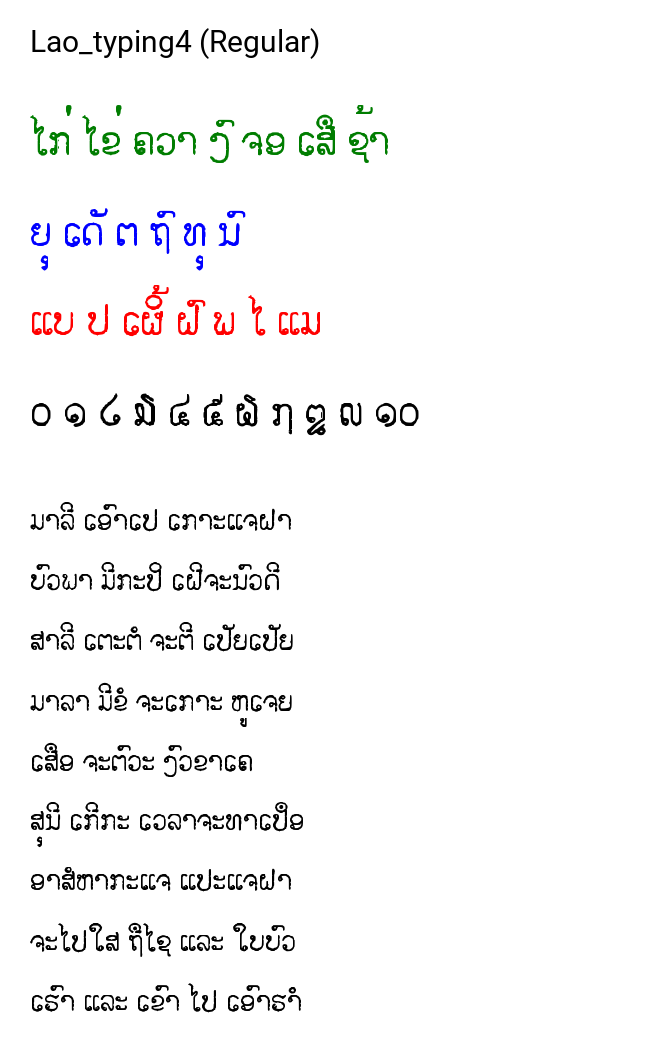 Lao_typing4 (Regular)
ໄກ່ ໄຂ່ ຄວາ ງົ ຈອ ເສື ຊ້າ
ຍຸ ເດັ ຕ ຖົ ທຸ ນົ
ແບ ປ ເຜິ້ ຝົ ພ ໄ ແມ
໐ ໑ ໒ ໓ ໔ ໕ ໖ ໗ ໘ ໙ ໑໐
ມາລີ ເອົາເປ ເກາະແຈຝາ
ບົວພາ ມີກະປິ ເຝີຈະນົວດີ
ສາລີ ເຕະຕໍ ຈະຕີ ເປັຍເປັຍ
ມາລາ ມີຂໍ ຈະເກາະ ຫູເຈຍ
ເສືອ ຈະຕົວະ ງົວຂາເຄ
ສຸນີ ເກີກະ ເວລາຈະທາເປືອ
ອາສໍຫາກະແຈ ແປະແຈຝາ
ຈະໄປໃສ ຖືໄຊ ແລະ ໃບບົວ
ເຮົາ ແລະ ເຂົາ ໄປ ເອົາຮໍາ